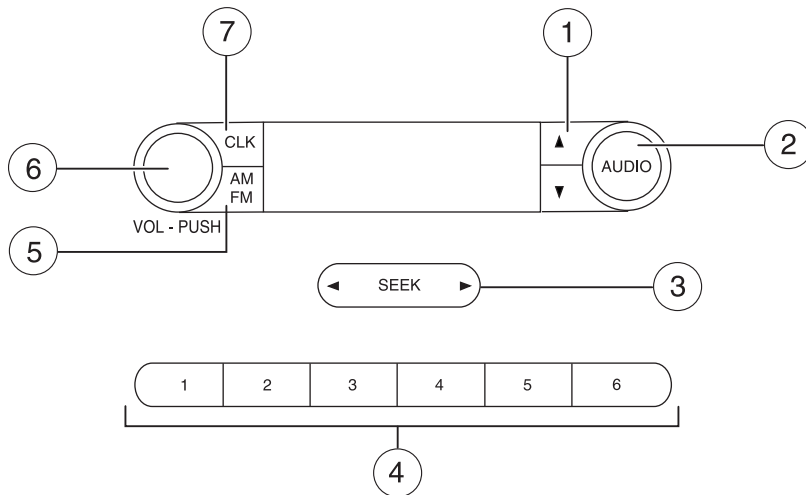 7
1
CLK
▲
2
6
AUDIO
AM
FM
▼
VOL - PUSH
5
◄ SEEK ►
3
1 2 3 4 5 6
4